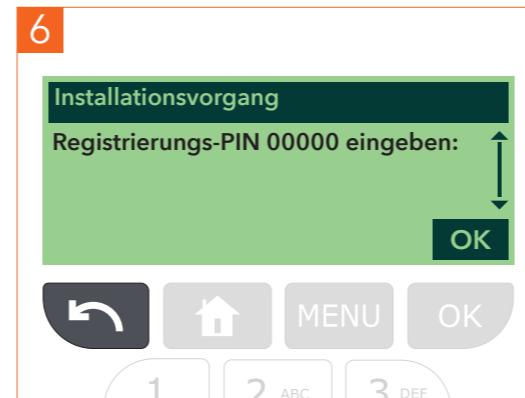 6
Installationsvorgang
Registrierungs-PIN 00000 eingeben:
OK
MENU OK
1 2 ABC 3 DEF